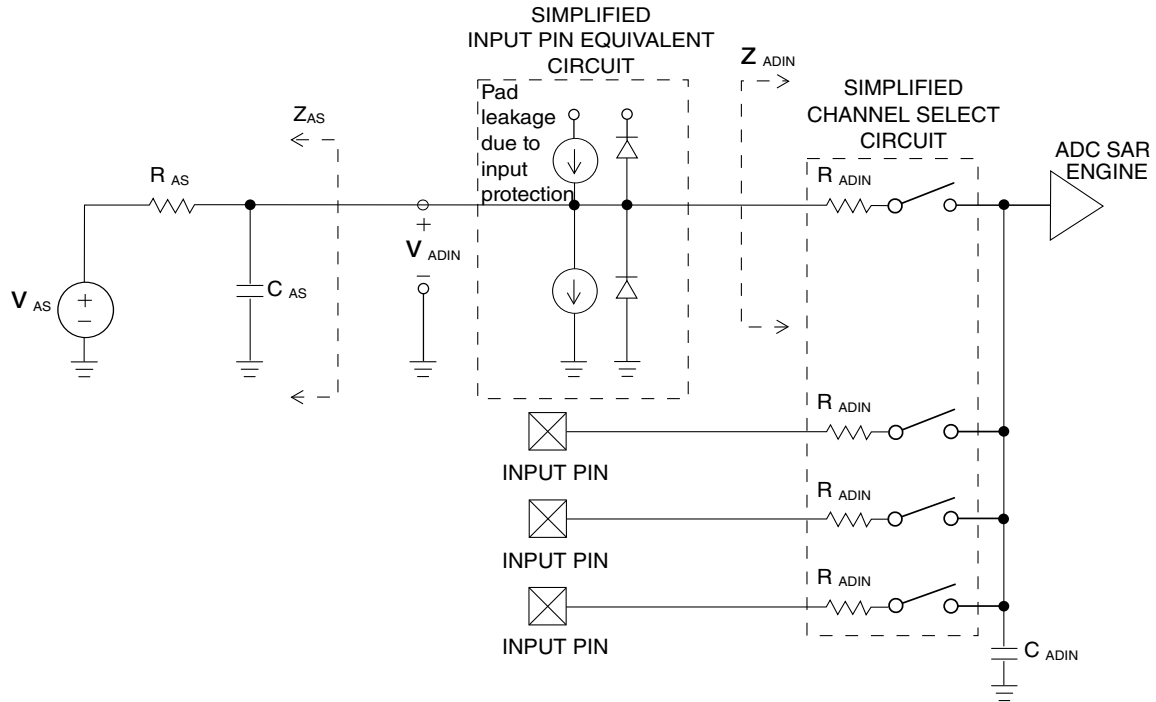 SIMPLIFIED
INPUT PIN EQUIVALENT
CIRCUIT
Pad
leakage
due to
input
protection
Z ADIN
SIMPLIFIED
CHANNEL SELECT
CIRCUIT
ADC SAR
ENGINE
ZAS
R AS
R ADIN
+
V ADIN
–
C AS
V AS
+
–
R ADIN
INPUT PIN
R ADIN
INPUT PIN
R ADIN
INPUT PIN
C ADIN